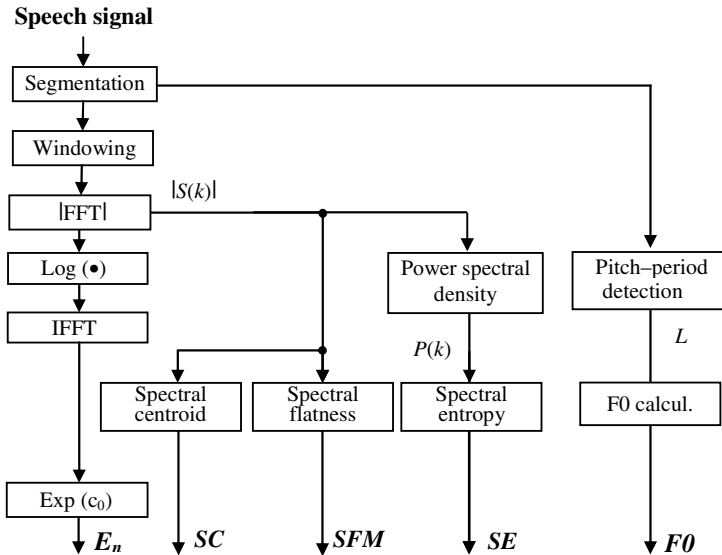 Speech signal
Segmentation
Windowing
|S(k)|
|FFT|
Log (•)
Power spectral
density
Pitch–period
detection
IFFT
P(k)
L
Spectral
centroid
Spectral
flatness
Spectral
entropy
F0 calcul.
Exp (c₀)
Eₙ
SC
SFM
SE
F0